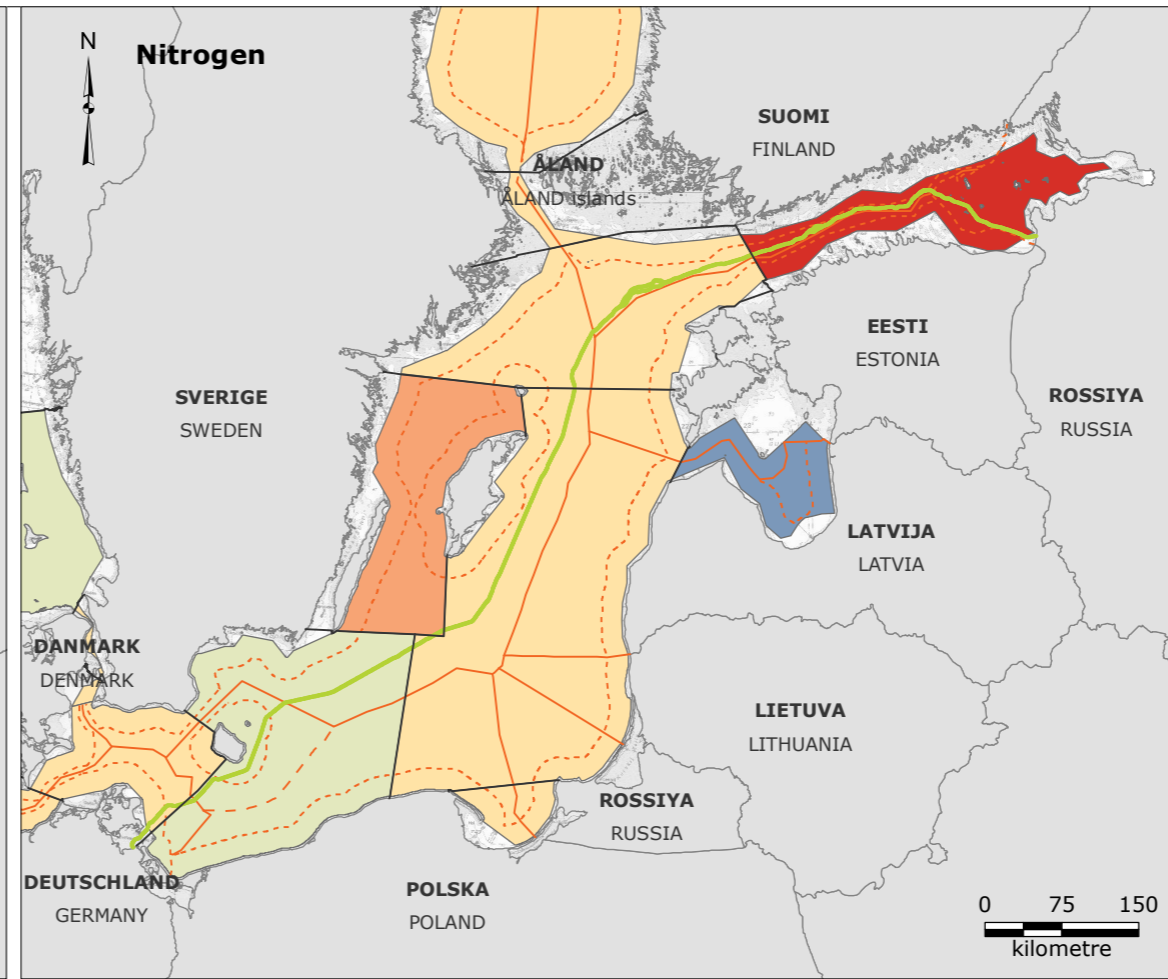 N
Nitrogen
SUOMI
FINLAND
ÅLAND
ÅLAND islands
EESTI
ESTONIA
SVERIGE
SWEDEN
ROSSIYA
RUSSIA
LATVIJA
LATVIA
DANMARK
DENMARK
LIETUVA
LITHUANIA
ROSSIYA
RUSSIA
DEUTSCHLAND
GERMANY
POLSKA
POLAND
0 75 150
kilometre